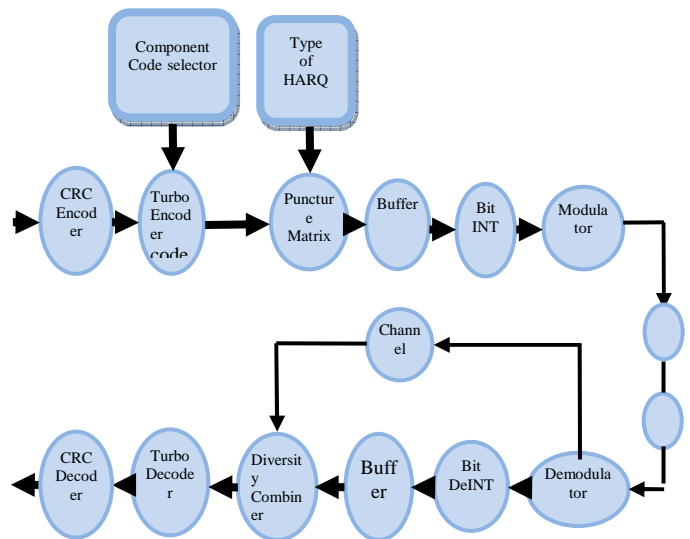 Component
Code selector
Type
of
HARQ
CRC
Encod
er
Turbo
Encod
er
code
Punctur
e
Matrix
Buffer
Bit
INT
Modula
tor
Chann
el
CRC
Decod
er
Turbo
Decode
r
Diversit
y
Combin
er
Buff
er
Bit
DeINT
Demodula
tor